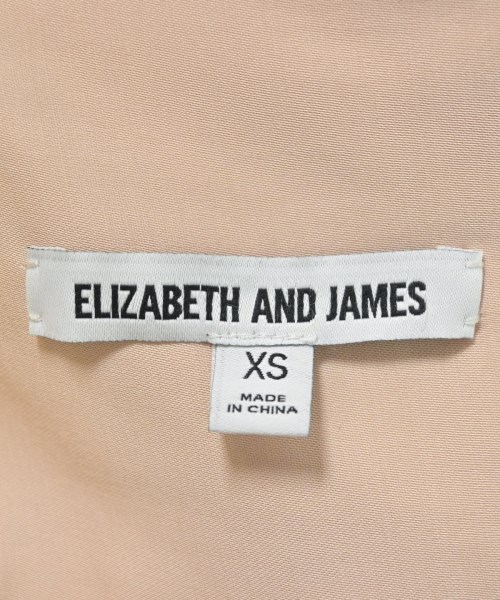 ELIZABETH AND JAMES
XS
MADE
IN CHINA